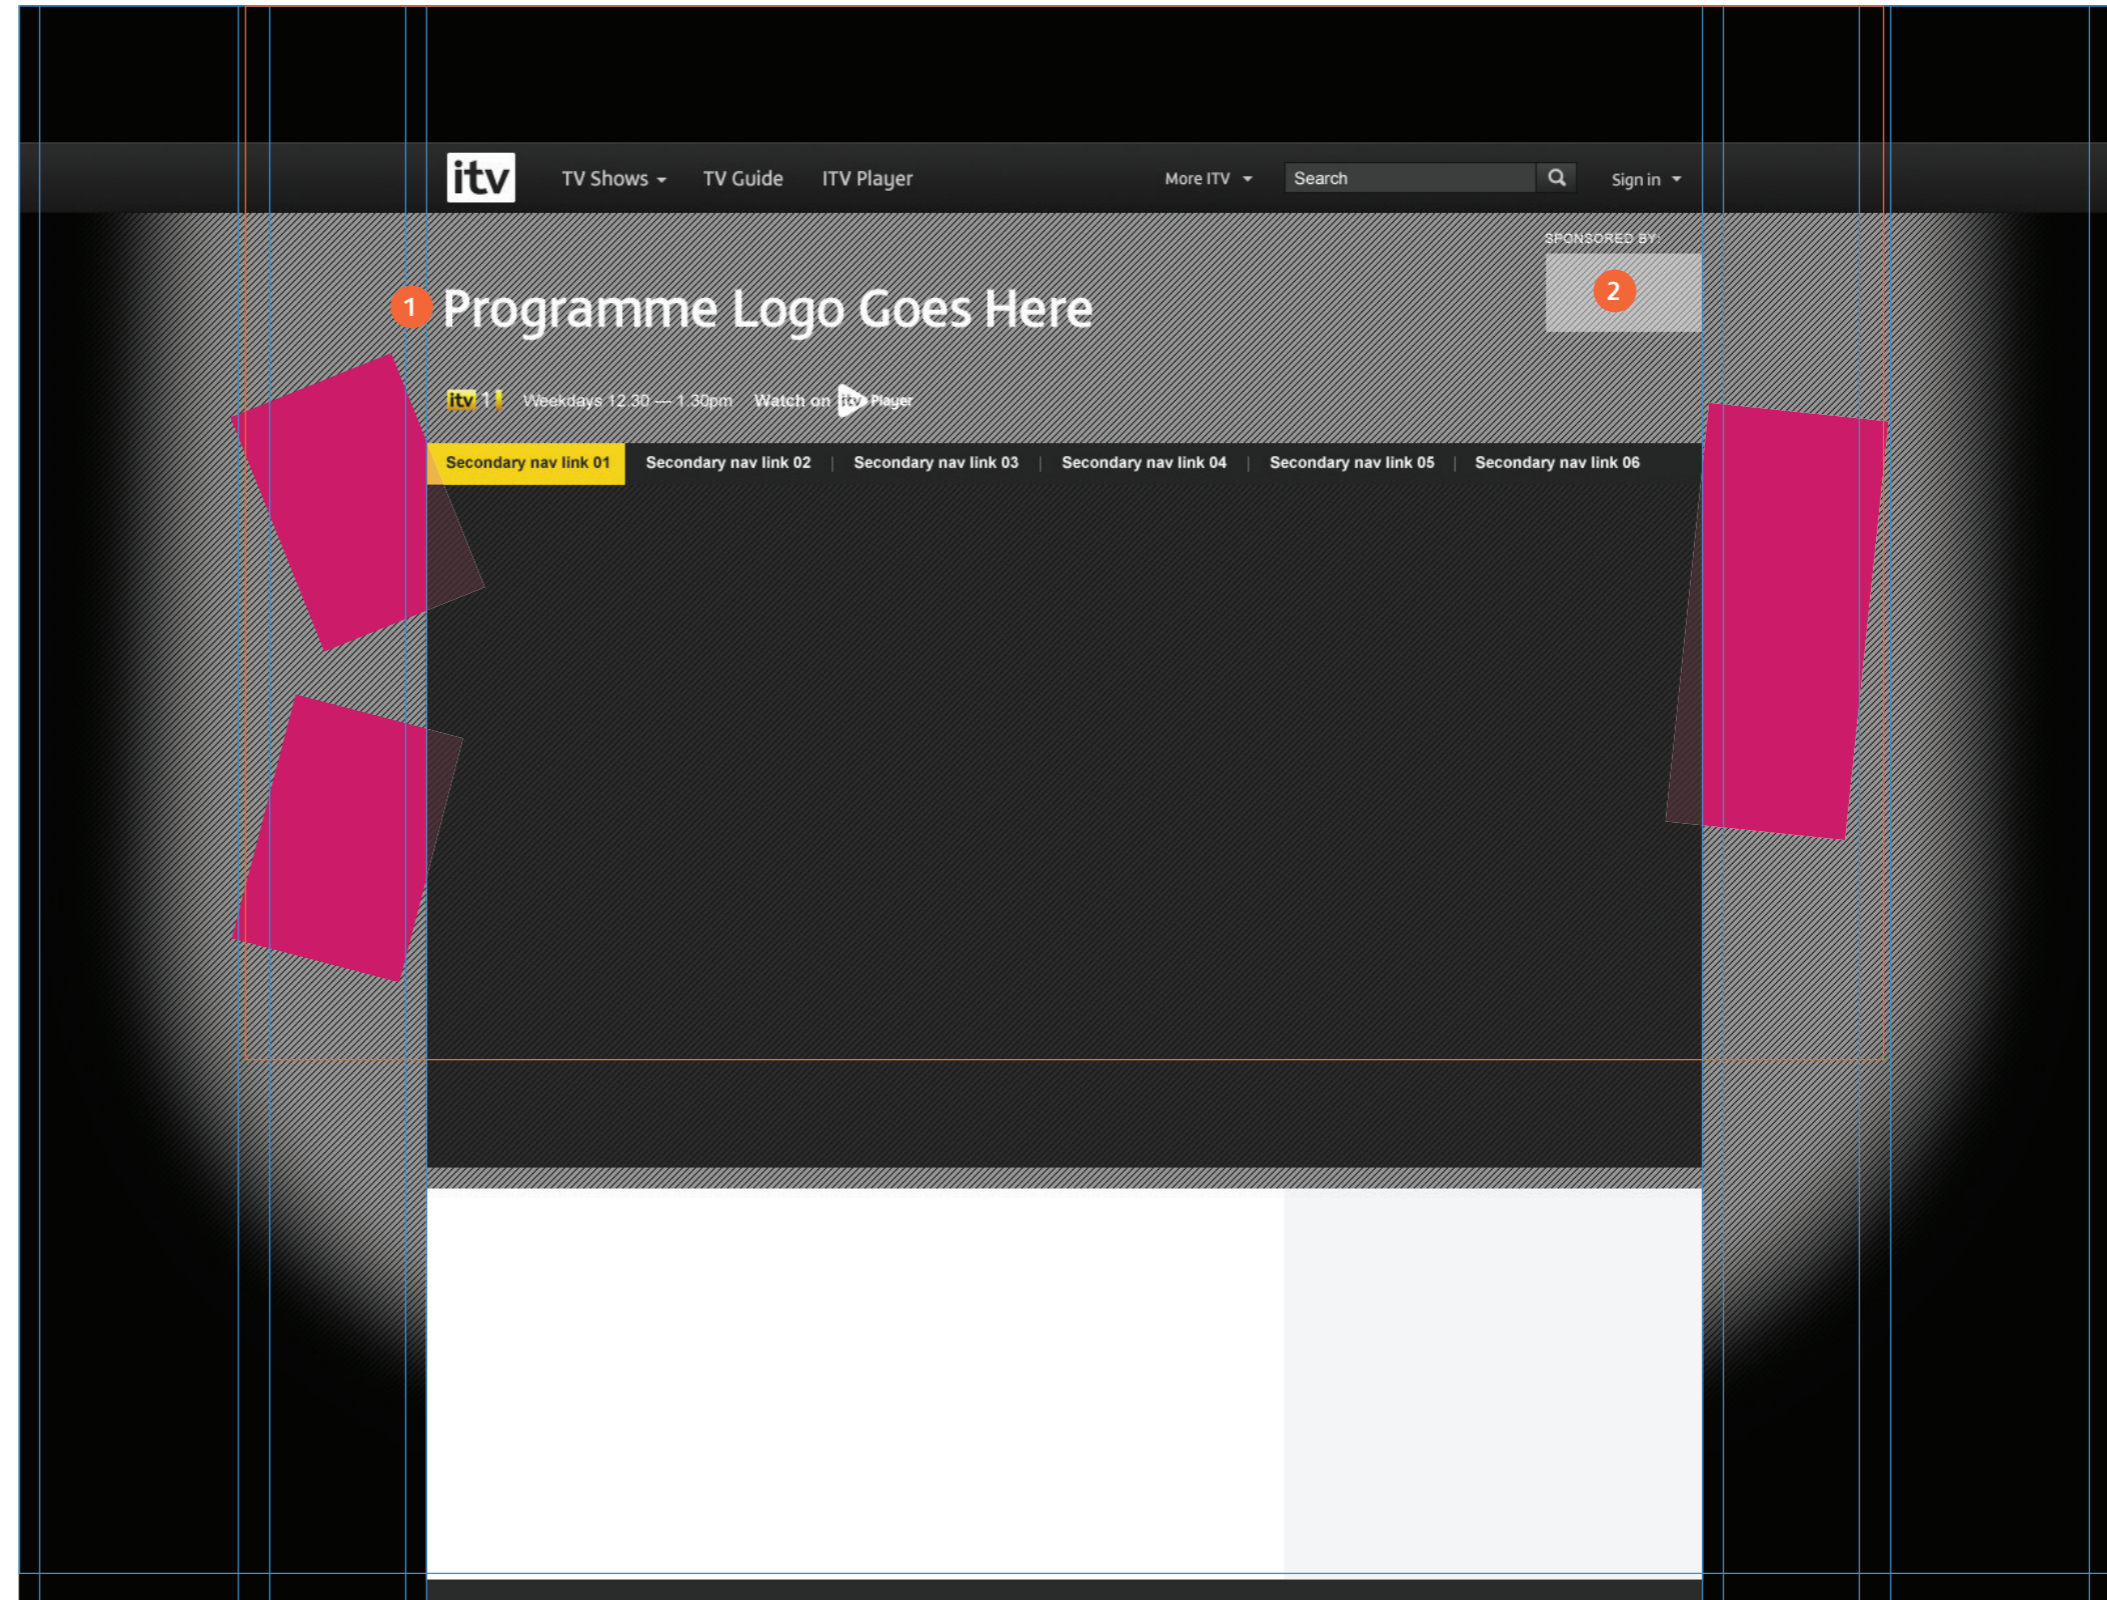 itv TV Shows TV Guide ITV Player More ITV Search Sign in
SPONSORED BY:
1 Programme Logo Goes Here 2
itv 1 Weekdays 12.30 — 1.30pm Watch on itv Player
Secondary nav link 01 Secondary nav link 02 | Secondary nav link 03 | Secondary nav link 04 | Secondary nav link 05 | Secondary nav link 06